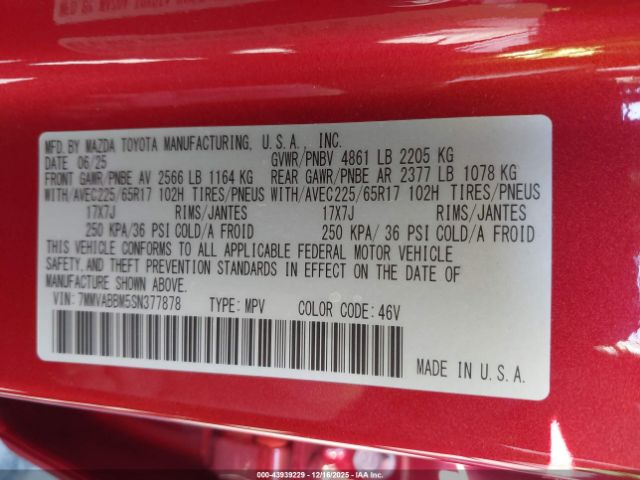 MFD. BY MAZDA TOYOTA MANUFACTURING, U.S.A., INC.
DATE 06/25 GVWR/PNBV 4861 LB 2205 KG
FRONT GAWR/PNBE AV 2566 LB 1164 KG REAR GAWR/PNBE AR 2377 LB 1078 KG
WITH/AVEC225/65R17 102H TIRES/PNEUS WITH/AVEC225/65R17 102H TIRES/PNEUS
17X7J RIMS/JANTES 17X7J RIMS/JANTES
250 KPA/36 PSI COLD/A FROID 250 KPA/ 36 PSI COLD/A FROID
THIS VEHICLE CONFORMS TO ALL APPLICABLE FEDERAL MOTOR VEHICLE
SAFETY,AND THEFT PREVENTION STANDARDS IN EFFECT ON THE DATE OF
MANUFACTURE SHOWN ABOVE.
VIN: 7MMVABBM5SN377878 TYPE: MPV COLOR CODE: 46V
MADE IN U.S.A.
000-43939229 - 12/16/2025 - IAAI